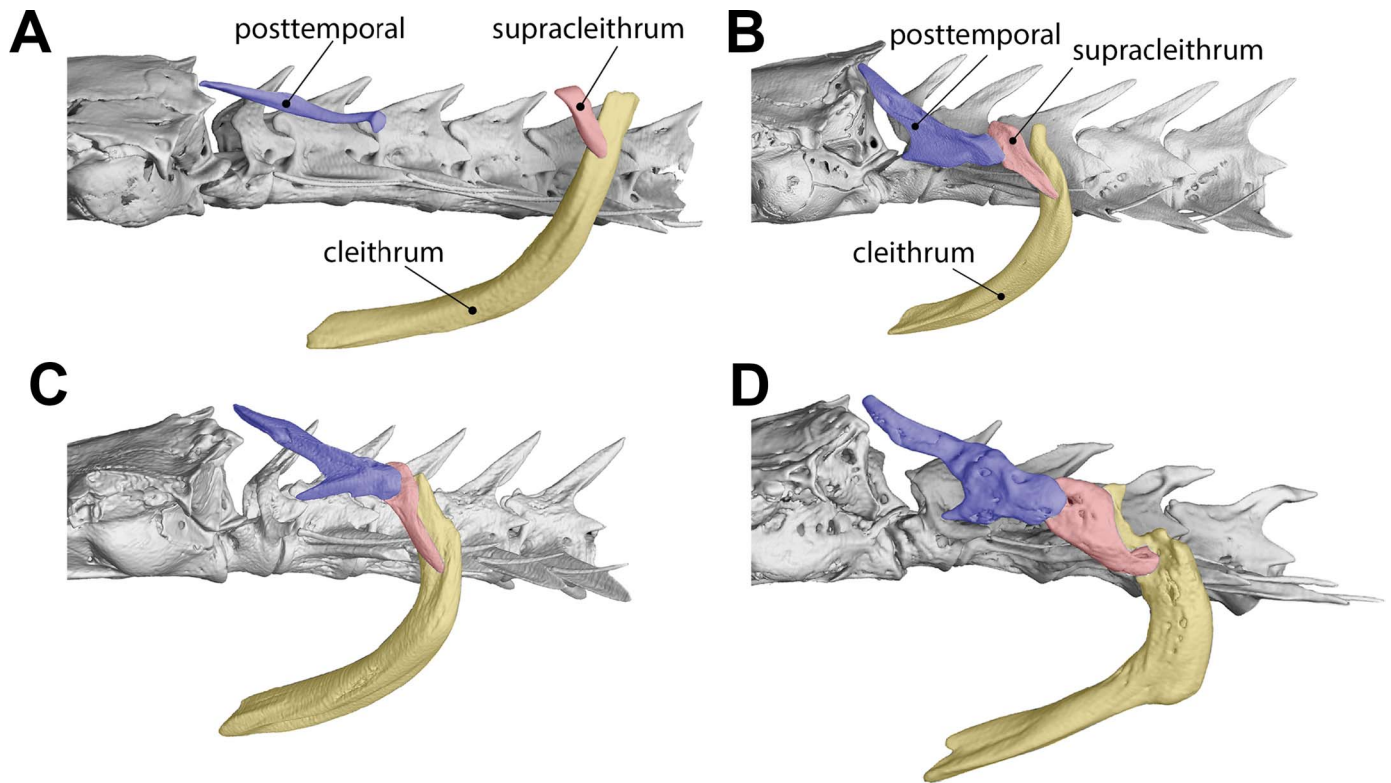 A
posttemporal
supracleithrum
cleithrum
B
posttemporal
supracleithrum
cleithrum
C
D